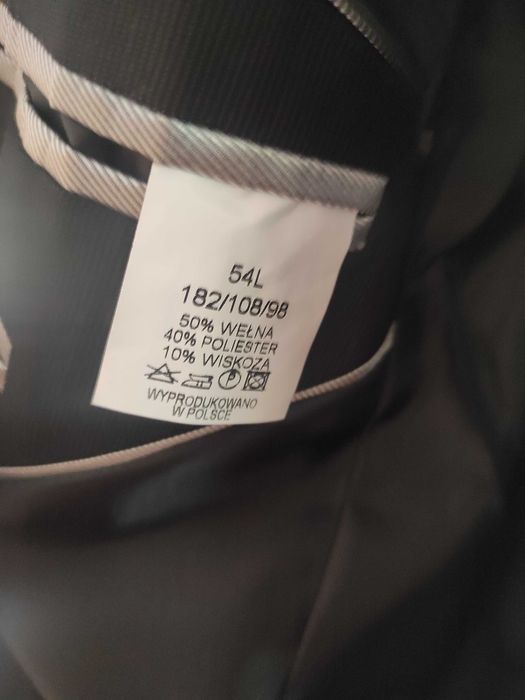 54L
182/108/98
50% WEŁNA
40% POLIESTER
10% WISKOZA
P
WYPRODUKOWANO
W POLSCE